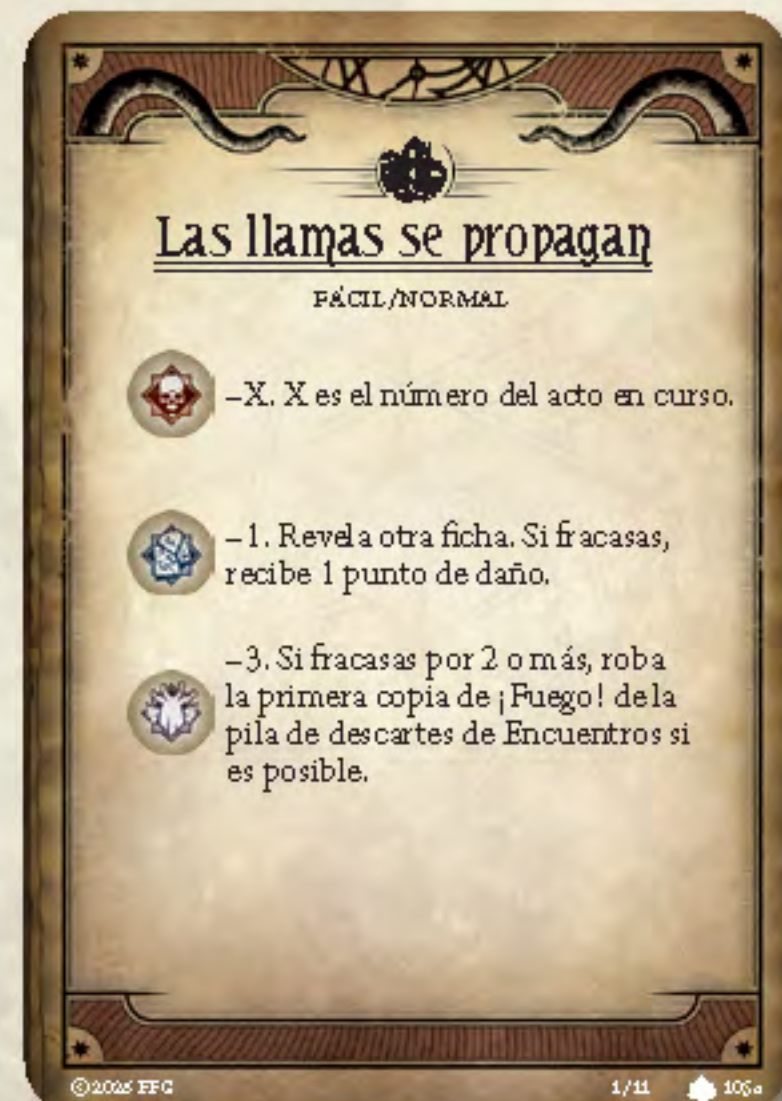 Las llamas se propagan
FÁCIL/NORMAL
–X. X es el número del acto en curso.
–1. Revela otra ficha. Si fracasas,
recibe 1 punto de daño.
–3. Si fracasas por 2 o más, roba
la primera copia de ¡Fuego! de la
pila de descartes de Encuentros si
es posible.
©2026 FFG
1/11
105a